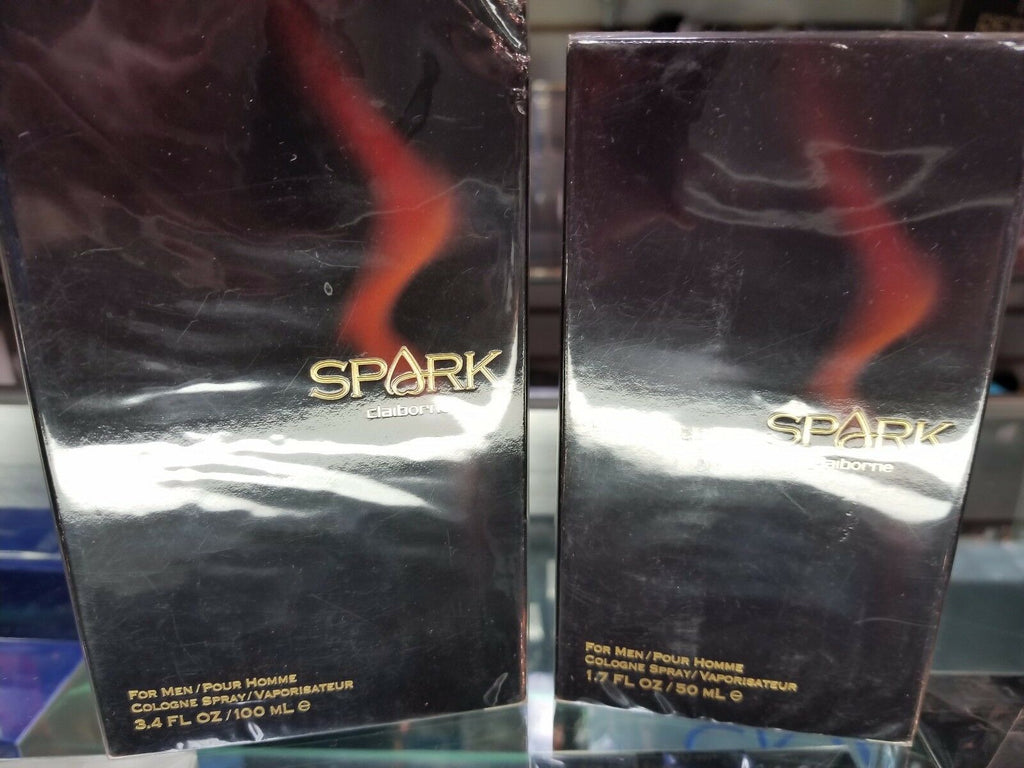 SPARK
claiborne
FOR MEN/POUR HOMME
COLOGNE SPRAY/VAPORISATEUR
3.4 FL OZ/100 ML ℮
SPARK
claiborne
FOR MEN/POUR HOMME
COLOGNE SPRAY/VAPORISATEUR
1.7 FL OZ/50 ML ℮